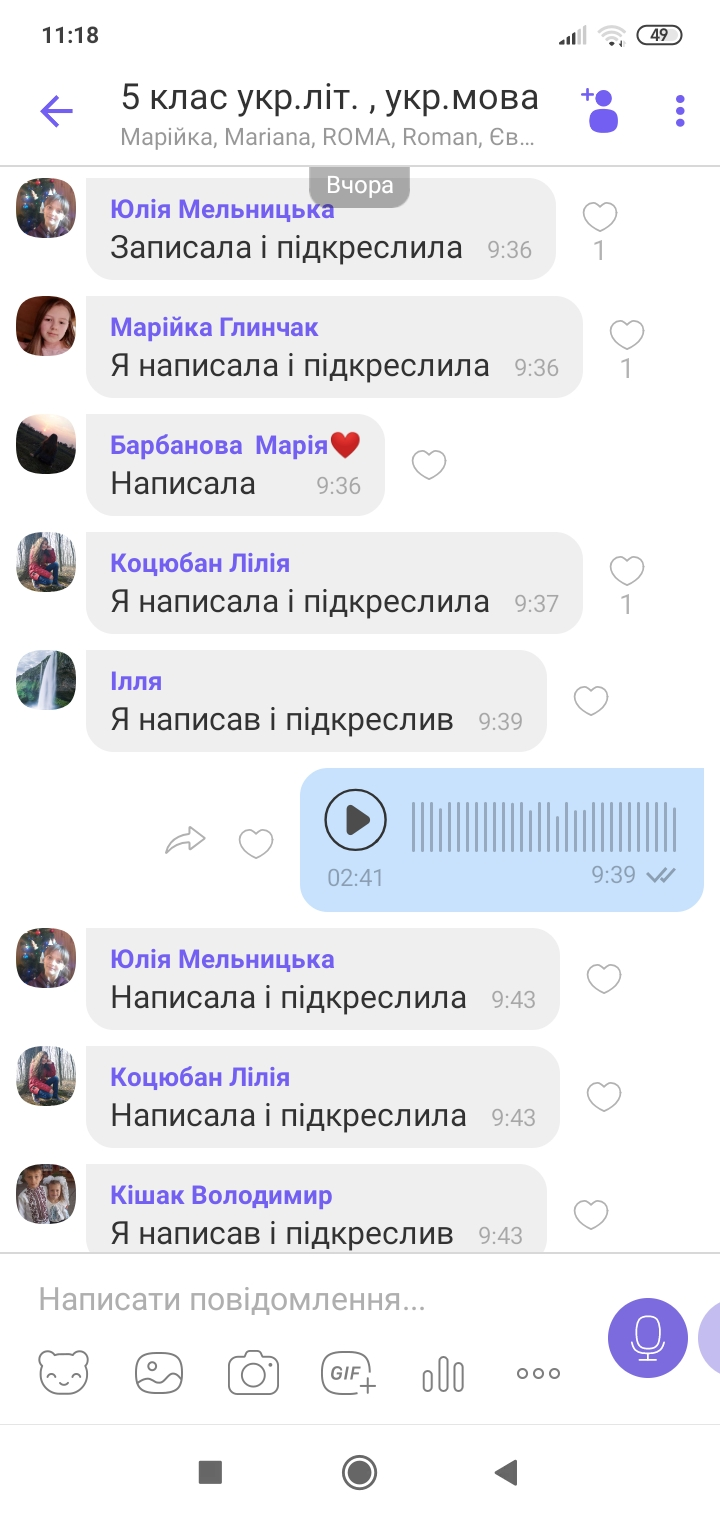 11:18
49
5 клас укр.літ. , укр.мова
Марійка, Mariana, ROMA, Roman, Єв...
Вчора
Юлія Мельницька
Записала і підкреслила 9:36
1
Марійка Глинчак
Я написала і підкреслила 9:36
1
Барбанова Марія❤️
Написала 9:36
Коцюбан Лілія
Я написала і підкреслила 9:37
1
Ілля
Я написав і підкреслив 9:39
02:41 9:39
Юлія Мельницька
Написала і підкреслила 9:43
Коцюбан Лілія
Написала і підкреслила 9:43
Кішак Володимир
Я написав і підкреслив 9:43
Написати повідомлення...
GIF